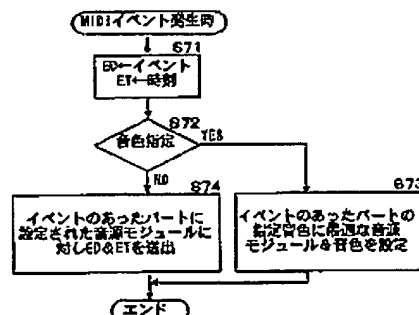 MIDIイベント発生時
S71
ED←イベント
ET←時刻
S72
音色指定
YES
NO
S74
イベントのあったパートに
設定された音源モジュールに
対しED&ETを送出
S73
イベントのあったパートの
指定音色に最適な音源
モジュール&音色を設定
エンド